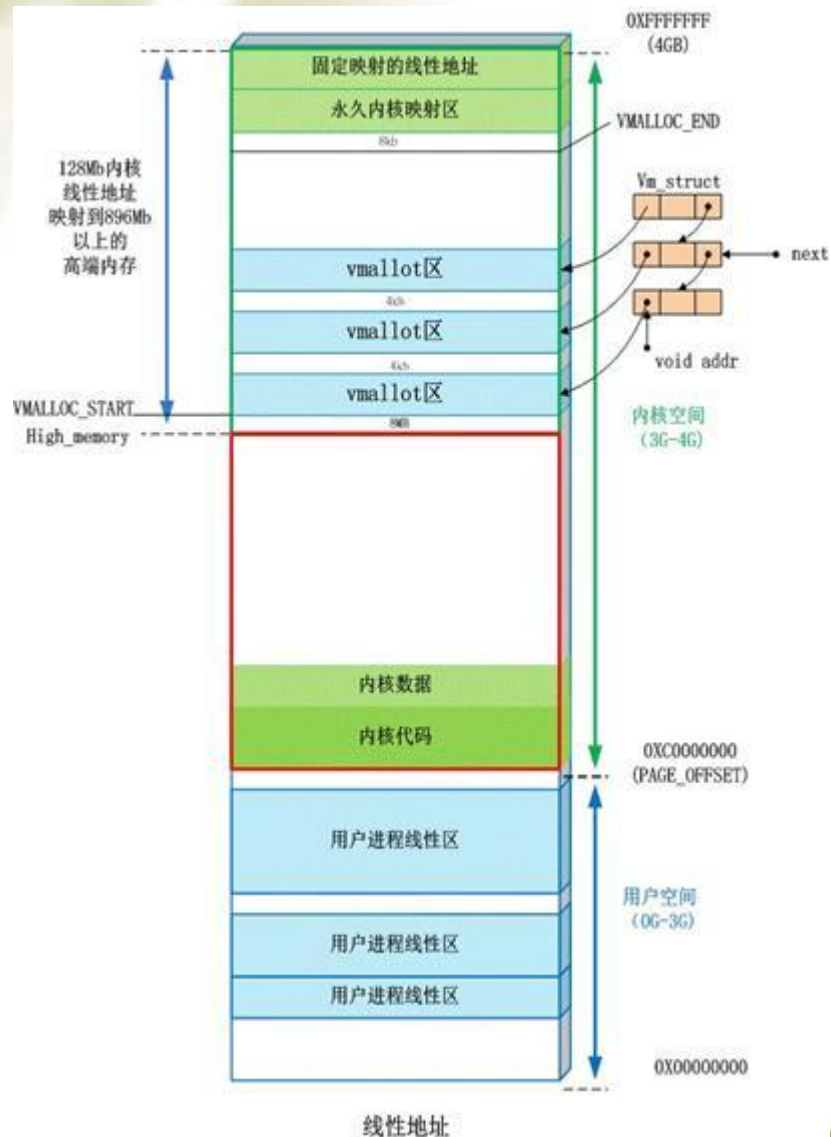 0XFFFFFFF
(4GB)
固定映射的线性地址
永久内核映射区
8kb
VMALLOC_END
128Mb内核
线性地址
映射到896Mb
以上的
高端内存
Vm_struct
next
vmallot区
4kb
vmallot区
4kb
void addr
vmallot区
VMALLOC_START
8MB
High_memory
内核空间
(3G-4G)
内核数据
内核代码
0XC0000000
(PAGE_OFFSET)
用户进程线性区
用户空间
(0G-3G)
用户进程线性区
用户进程线性区
0X00000000
线性地址